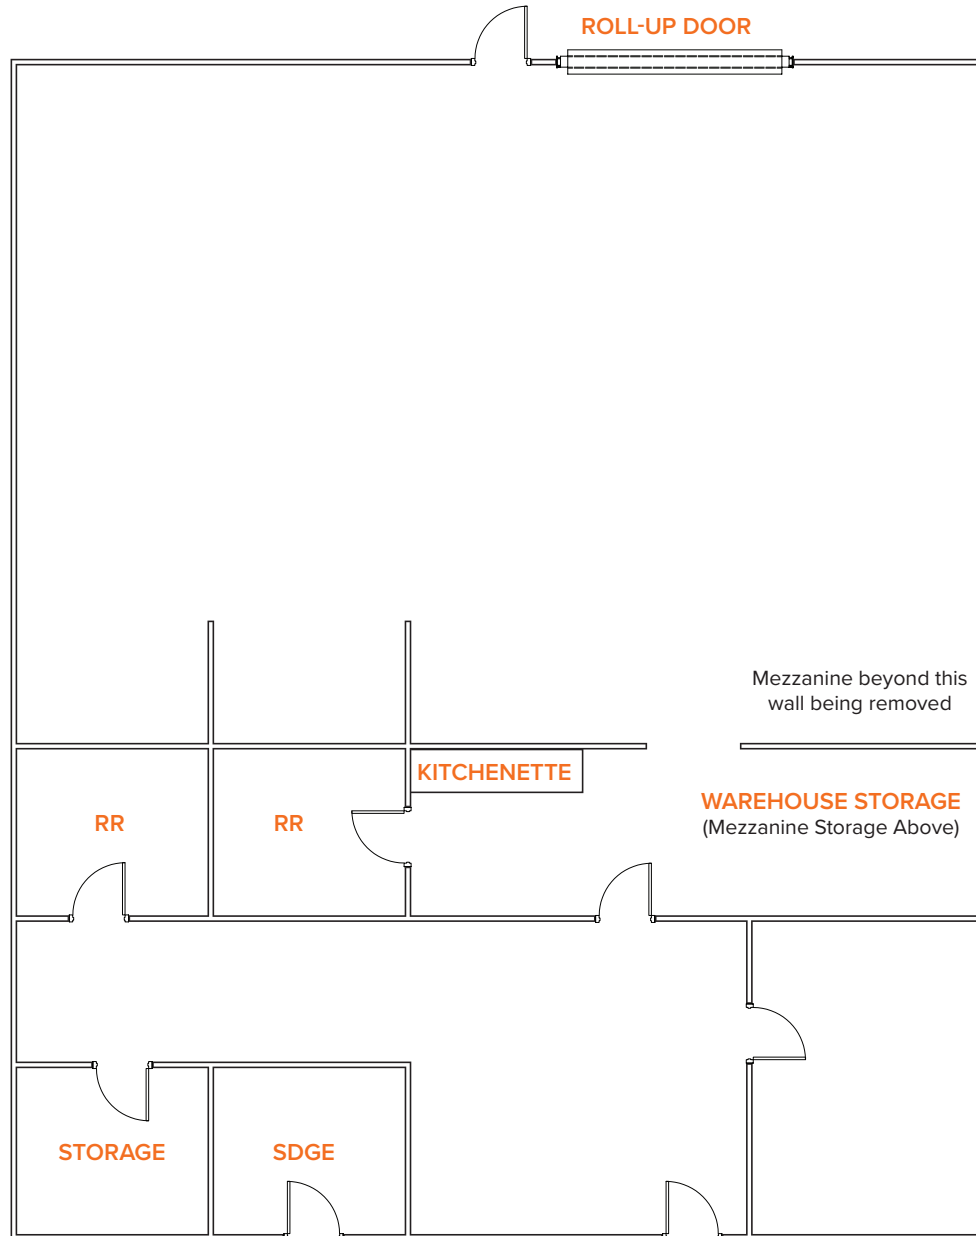 ROLL-UP DOOR
Mezzanine beyond this
wall being removed
KITCHENETTE
WAREHOUSE STORAGE
(Mezzanine Storage Above)
RR
RR
STORAGE
SDGE